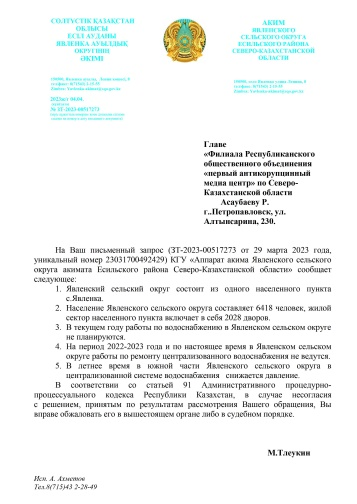 СОЛТҮСТІК ҚАЗАҚСТАН
ОБЛЫСЫ
ЕСІЛ АУДАНЫ
ЯВЛЕНКА АУЫЛДЫҚ
ОКРУГІНІҢ
ӘКІМІ
АКИМ
ЯВЛЕНСКОГО
СЕЛЬСКОГО ОКРУГА
ЕСИЛЬСКОГО РАЙОНА
СЕВЕРО-КАЗАХСТАНСКОЙ
ОБЛАСТИ
2023жт 04.04.
№ ЗТ-2023-00517273
Главе
«Филиала Республиканского
общественного объединения
«первый антикорупщинный
медиа центр» по Северо-
Казахстанской области
Асаубаеву Р.
г..Петропавловск, ул.
Алтынсарина, 230.
На Ваш письменный запрос (ЗТ-2023-00517273 от 29 марта 2023 года,
уникальный номер 23031700492429) КГУ «Аппарат акима Явленского сельского
округа акимата Есильского района Северо-Казахстанской области» сообщает
следующее:
1. Явленский сельский округ состоит из одного населенного пункта
с.Явленка.
2. Население Явленского сельского округа составляет 6418 человек, жилой
сектор населенного пункта включает в себя 2028 дворов.
3. В текущем году работы по водоснабжению в Явленском сельском округе
не планируются.
4. На период 2022-2023 года и по настоящее время в Явленском сельском
округе работы по ремонту централизованного водоснабжения не ведутся.
5. В летнее время в южной части Явленского сельского округа в
централизованной системе водоснабжения снижается давление.
В соответствии со статьей 91 Административного процедурно-
процессуального кодекса Республики Казахстан, в случае несогласия
с решением, принятым по результатам рассмотрения Вашего обращения, Вы
вправе обжаловать его в вышестоящем органе либо в судебном порядке.
М.Тлеукин
Исп. А. Ахметов
Тел.8(715)43 2-28-49